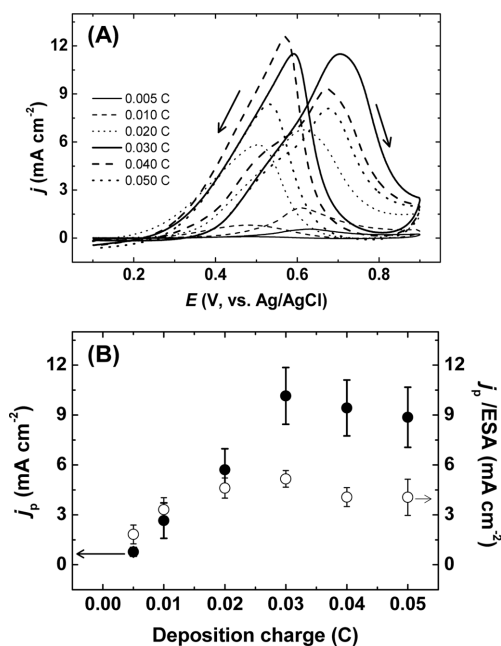 (A)
12
9
6
3
0
j (mA cm⁻²)
0.005 C
0.010 C
0.020 C
0.030 C
0.040 C
0.050 C
0.2 0.4 0.6 0.8
E (V, vs. Ag/AgCl)
(B)
12
9
6
3
0
jₚ (mA cm⁻²)
12
9
6
3
0
jₚ/ESA (mA cm⁻²)
0.00 0.01 0.02 0.03 0.04 0.05
Deposition charge (C)